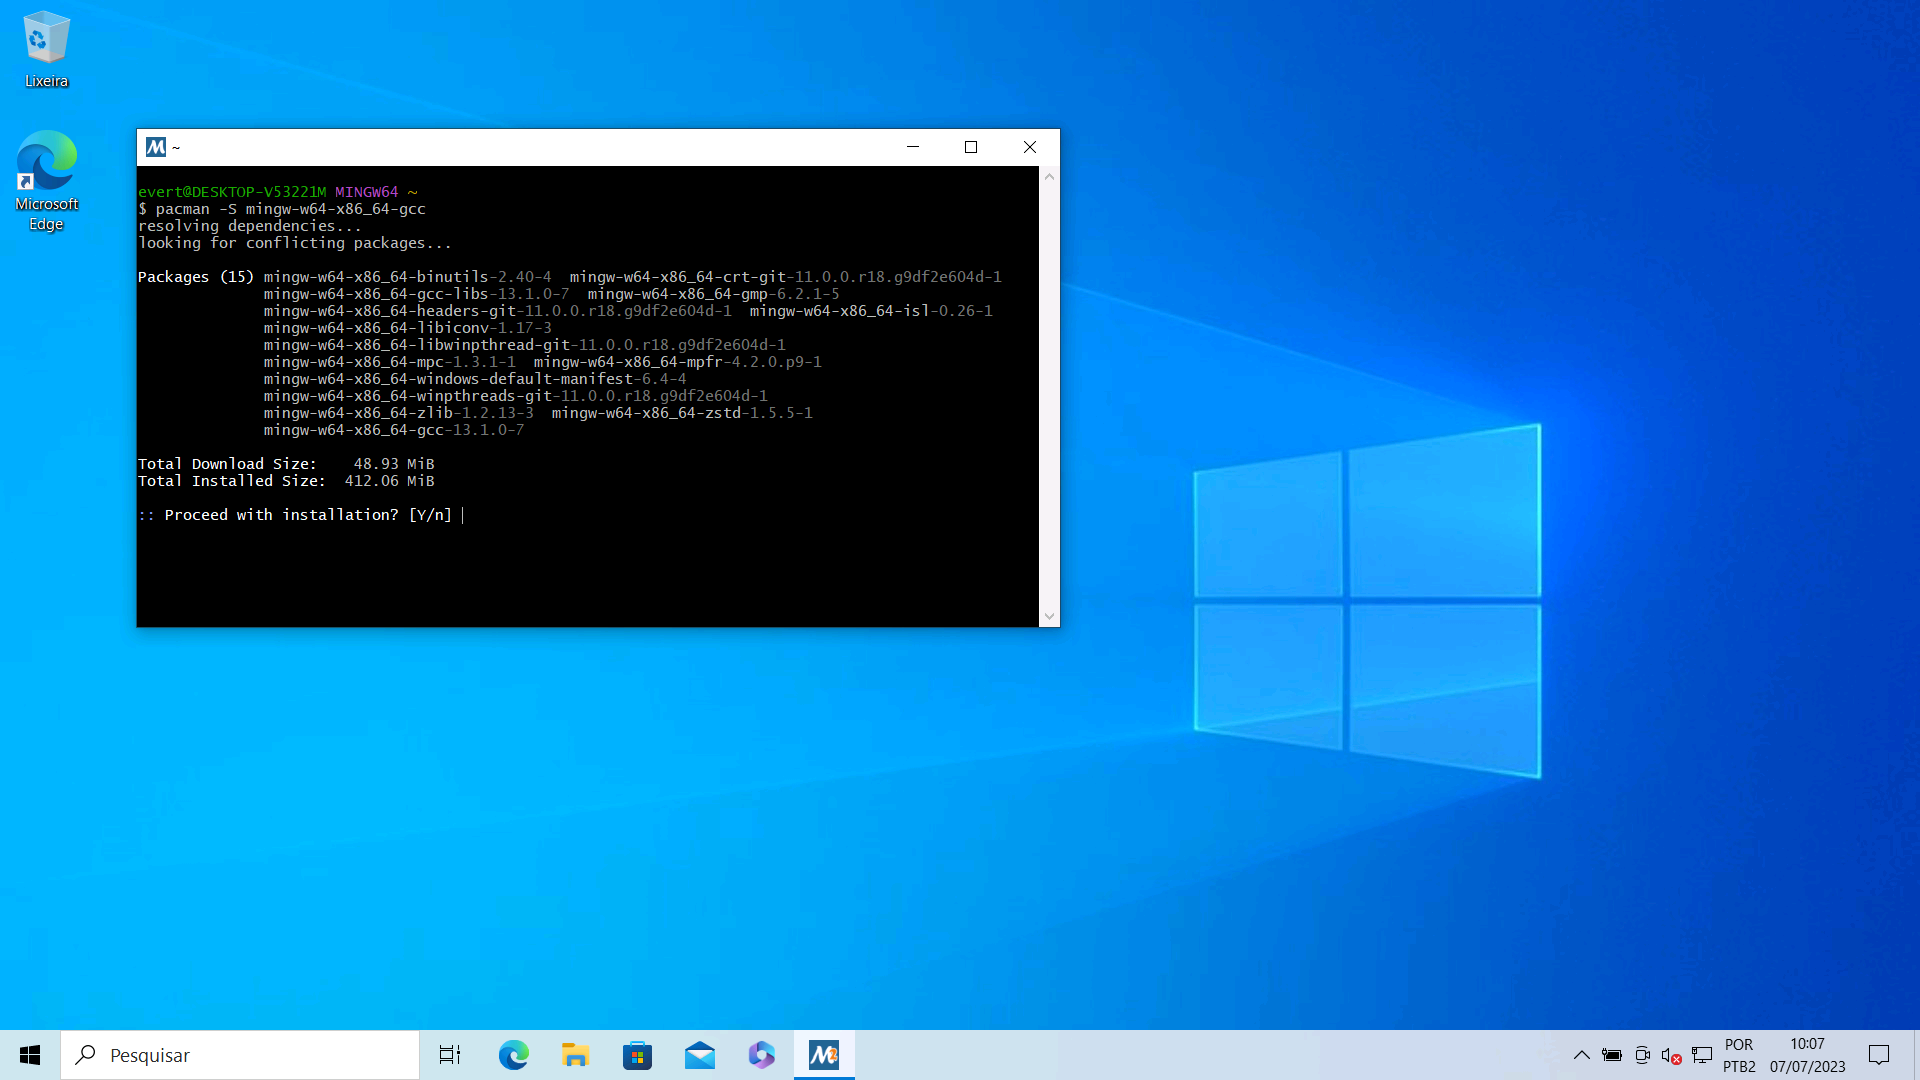 Lixeira
Microsoft
Edge
~
evert@DESKTOP-V53221M MINGW64 ~
$ pacman -S mingw-w64-x86_64-gcc
resolving dependencies...
looking for conflicting packages...
Packages (15) mingw-w64-x86_64-binutils-2.40-4  mingw-w64-x86_64-crt-git-11.0.0.r18.g9df2e604d-1
mingw-w64-x86_64-gcc-libs-13.1.0-7  mingw-w64-x86_64-gmp-6.2.1-5
mingw-w64-x86_64-headers-git-11.0.0.r18.g9df2e604d-1  mingw-w64-x86_64-isl-0.26-1
mingw-w64-x86_64-libiconv-1.17-3
mingw-w64-x86_64-libwinpthread-git-11.0.0.r18.g9df2e604d-1
mingw-w64-x86_64-mpc-1.3.1-1  mingw-w64-x86_64-mpfr-4.2.0.p9-1
mingw-w64-x86_64-windows-default-manifest-6.4-4
mingw-w64-x86_64-winpthreads-git-11.0.0.r18.g9df2e604d-1
mingw-w64-x86_64-zlib-1.2.13-3  mingw-w64-x86_64-zstd-1.5.5-1
mingw-w64-x86_64-gcc-13.1.0-7
Total Download Size:    48.93 MiB
Total Installed Size:  412.06 MiB
:: Proceed with installation? [Y/n]
Pesquisar
POR
PTB2
10:07
07/07/2023